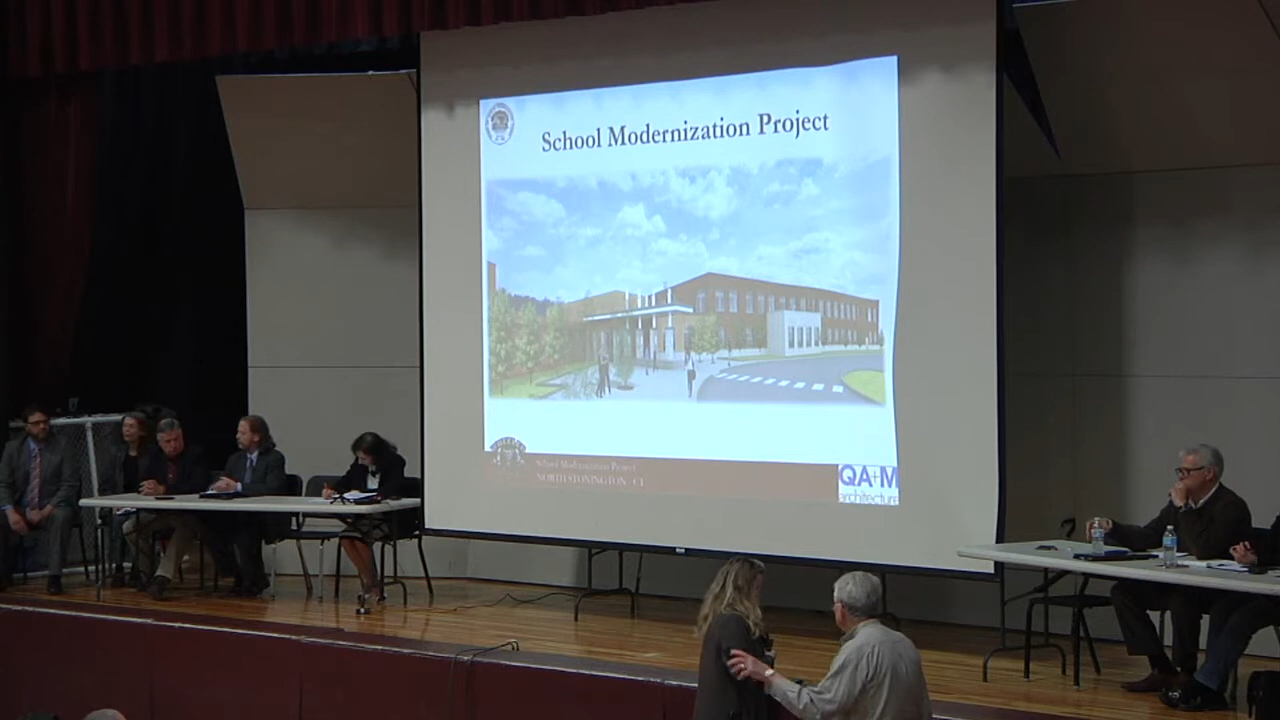 School Modernization Project
School Modernization Project
NORTH STONINGTON - CT
QA+M
architecture